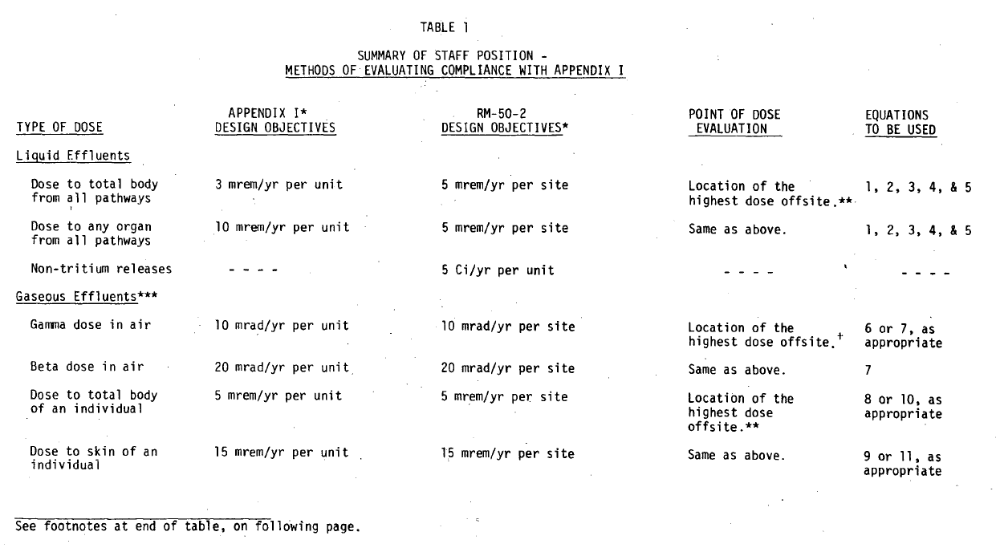 TABLE 1
SUMMARY OF STAFF POSITION -
METHODS OF EVALUATING COMPLIANCE WITH APPENDIX I
TYPE OF DOSE APPENDIX I* DESIGN OBJECTIVES RM-50-2 DESIGN OBJECTIVES* POINT OF DOSE EVALUATION EQUATIONS TO BE USED
Liquid Effluents
Dose to total body 3 mrem/yr per unit 5 mrem/yr per site Location of the 1, 2, 3, 4, & 5
from all pathways highest dose offsite.**
Dose to any organ 10 mrem/yr per unit 5 mrem/yr per site Same as above. 1, 2, 3, 4, & 5
from all pathways
Non-tritium releases - - - - 5 Ci/yr per unit - - - - - - - -
Gaseous Effluents***
Gamma dose in air 10 mrad/yr per unit 10 mrad/yr per site Location of the 6 or 7, as
highest dose offsite.† appropriate
Beta dose in air 20 mrad/yr per unit 20 mrad/yr per site Same as above. 7
Dose to total body 5 mrem/yr per unit 5 mrem/yr per site Location of the 8 or 10, as
of an individual highest dose appropriate
offsite.**
Dose to skin of an 15 mrem/yr per unit 15 mrem/yr per site Same as above. 9 or 11, as
individual appropriate
See footnotes at end of table, on following page.